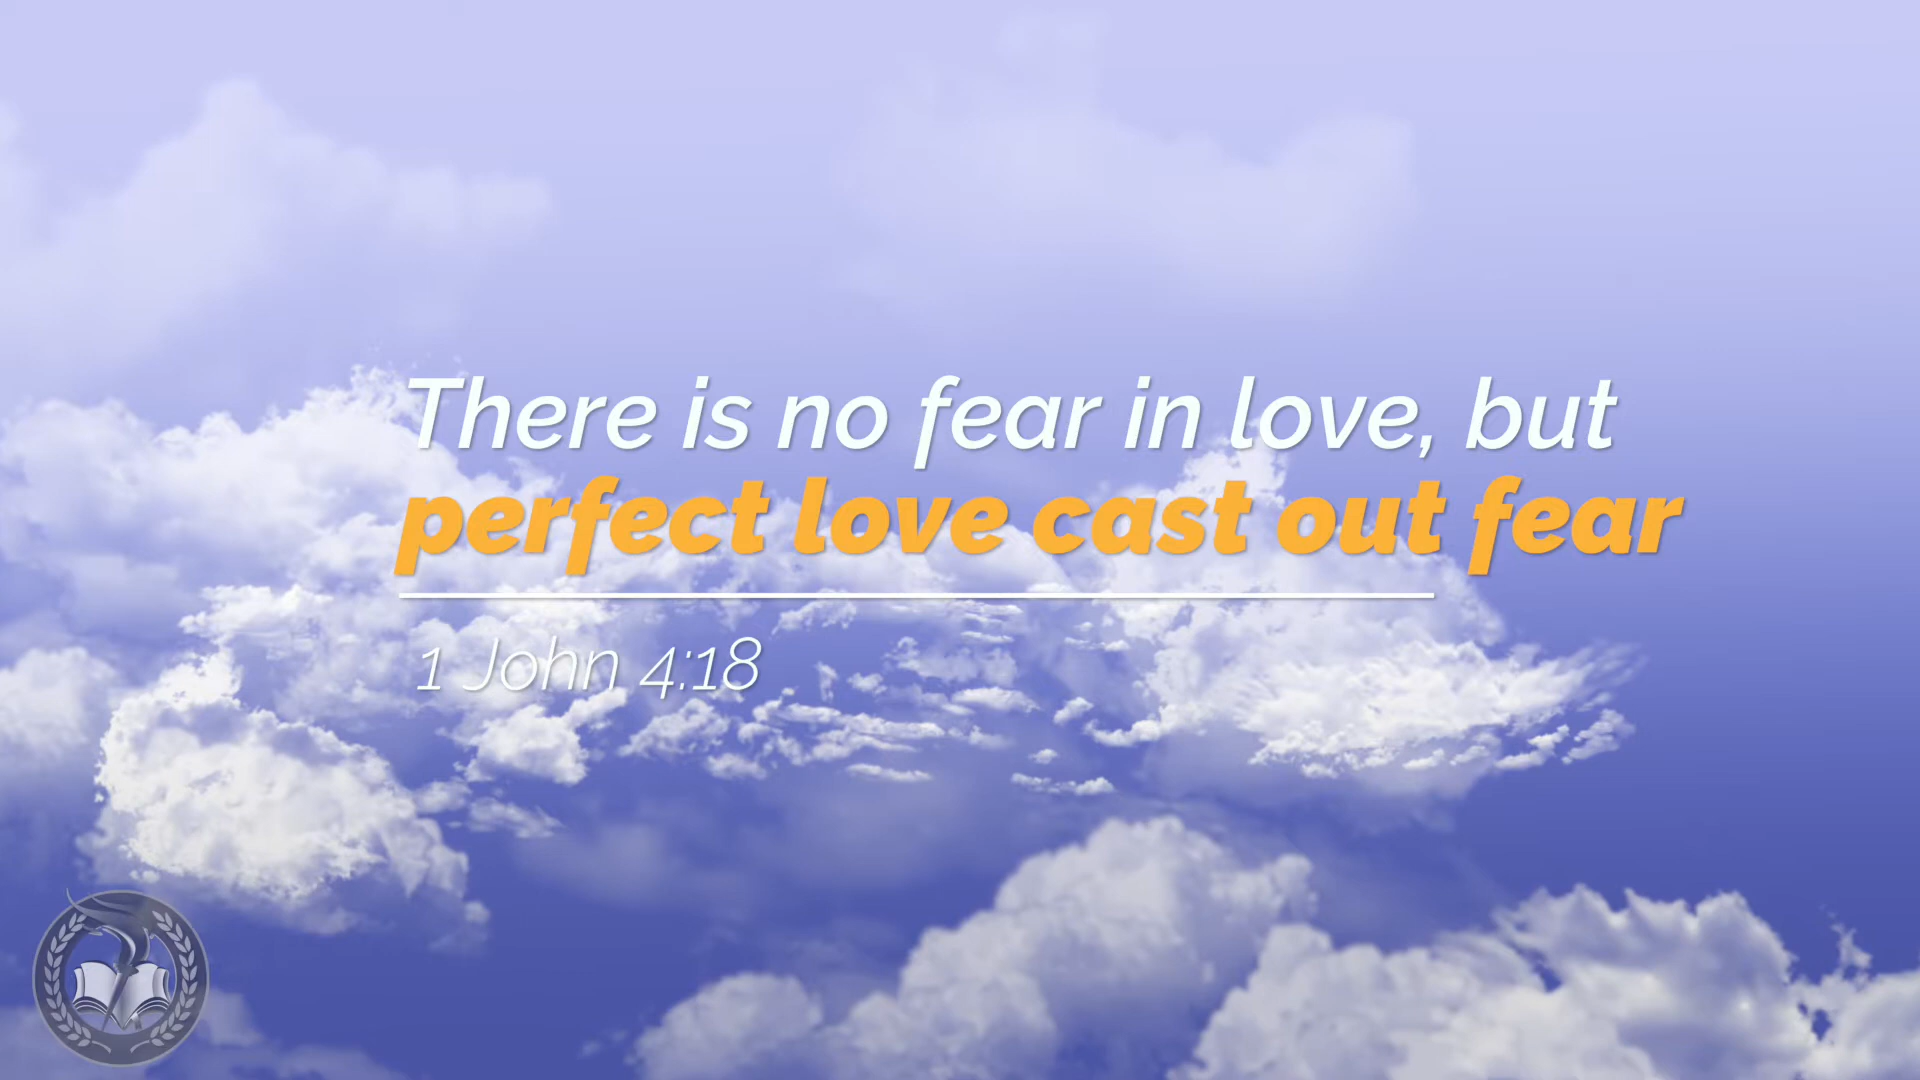 There is no fear in love, but
perfect love cast out fear
1 John 4:18